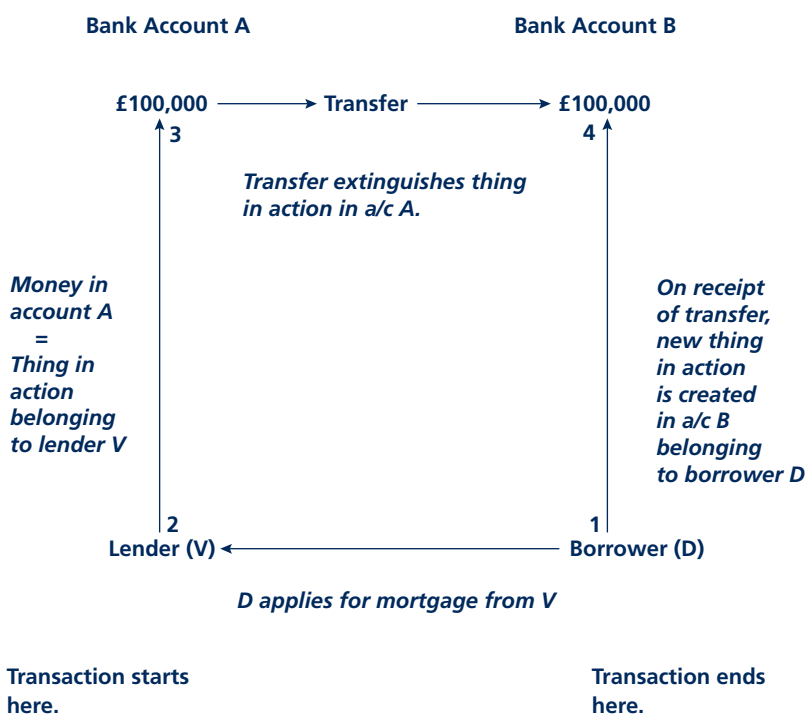 Bank Account A
Bank Account B
£100,000
Transfer
£100,000
3
4
Transfer extinguishes thing
in action in a/c A.
Money in
account A
=
Thing in
action
belonging
to lender V
On receipt
of transfer,
new thing
in action
is created
in a/c B
belonging
to borrower D
2
1
Lender (V)
Borrower (D)
D applies for mortgage from V
Transaction starts
here.
Transaction ends
here.